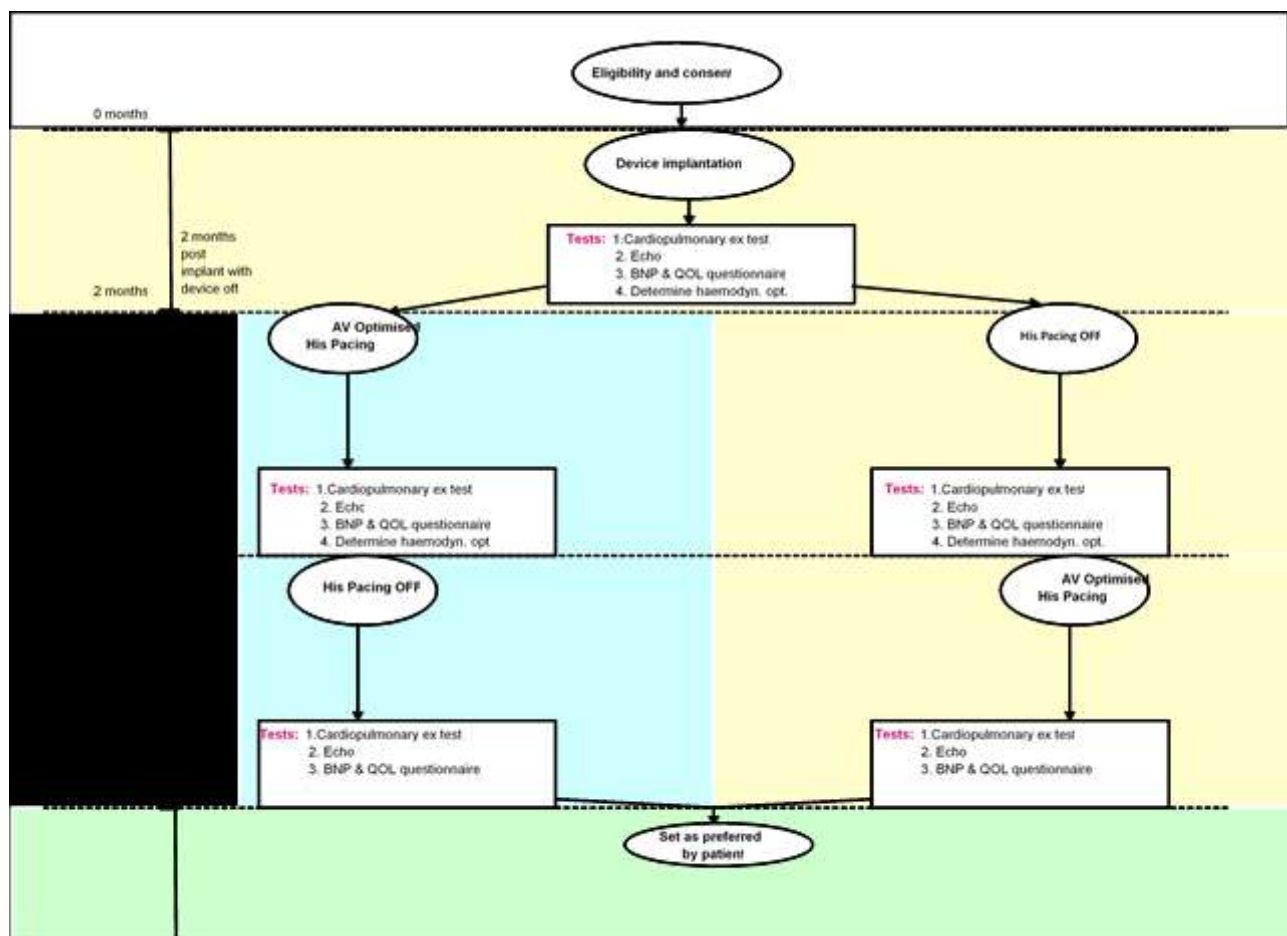 Eligibility and consent
0 months
Device implantation
2 months
post
implant with
device off
Tests: 1.Cardiopulmonary ex test
2. Echo
3. BNP & QOL questionnaire
4. Determine haemodyn. opt.
2 months
AV Optimised
His Pacing
His Pacing OFF
Tests: 1.Cardiopulmonary ex test
2. Echo
3. BNP & QOL questionnaire
4. Determine haemodyn. opt.
Tests: 1.Cardiopulmonary ex test
2. Echo
3. BNP & QOL questionnaire
4. Determine haemodyn. opt.
His Pacing OFF
AV Optimised
His Pacing
Tests: 1.Cardiopulmonary ex test
2. Echo
3. BNP & QOL questionnaire
Tests: 1.Cardiopulmonary ex test
2. Echo
3. BNP & QOL questionnaire
Set as preferred
by patient